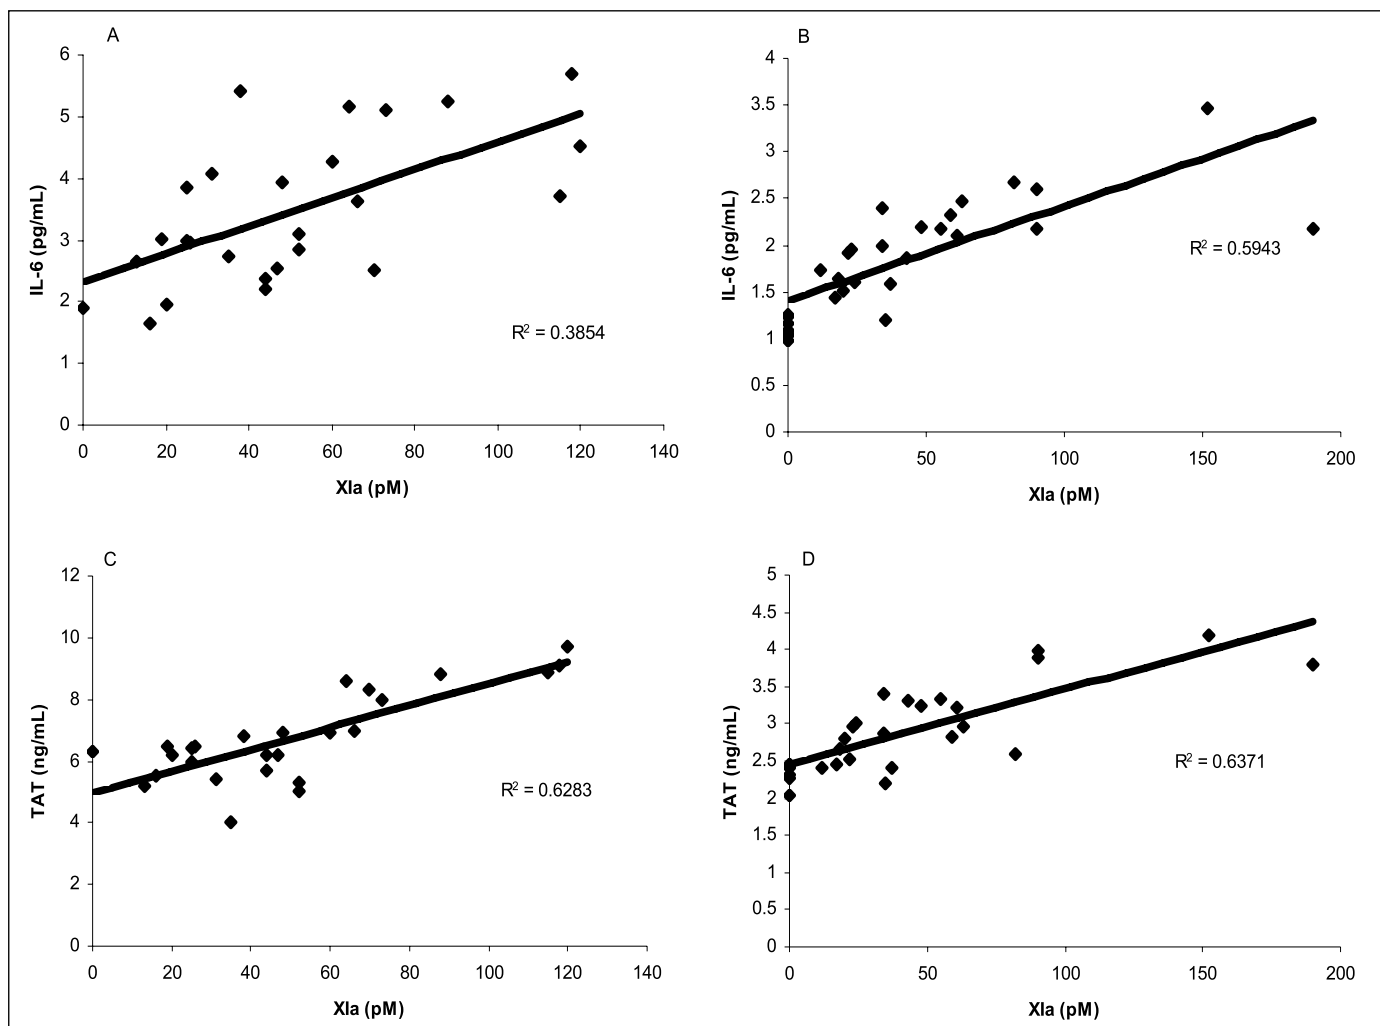 A
6
5
4
3
2
1
0
IL-6 (pg/mL)
R² = 0.3854
0 20 40 60 80 100 120 140
XIa (pM)
B
4
3.5
3
2.5
2
1.5
1
0.5
0
IL-6 (pg/mL)
R² = 0.5943
0 50 100 150 200
XIa (pM)
C
12
10
8
6
4
2
0
TAT (ng/mL)
R² = 0.6283
0 20 40 60 80 100 120 140
XIa (pM)
D
5
4.5
4
3.5
3
2.5
2
1.5
1
0.5
0
TAT (ng/mL)
R² = 0.6371
0 50 100 150 200
XIa (pM)